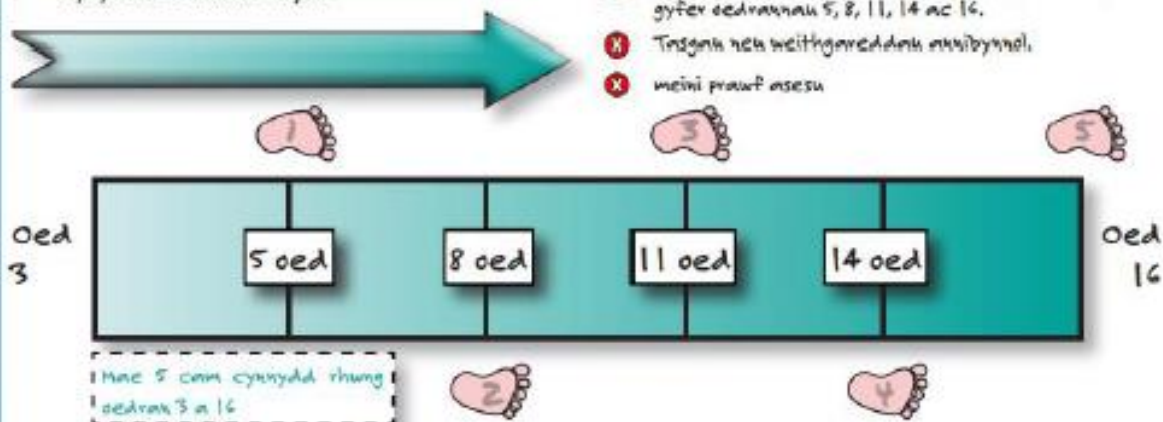 gyfer oedrannau 5, 8, 11, 14 ac 16.
Tasgau neu weithgareddau annibynnol.
meini prawf asesu
1
3
5
Oed
3
5 oed
8 oed
11 oed
14 oed
Oed
16
Mae 5 cam cynnydd rhwng
oedran 3 a 16
2
4